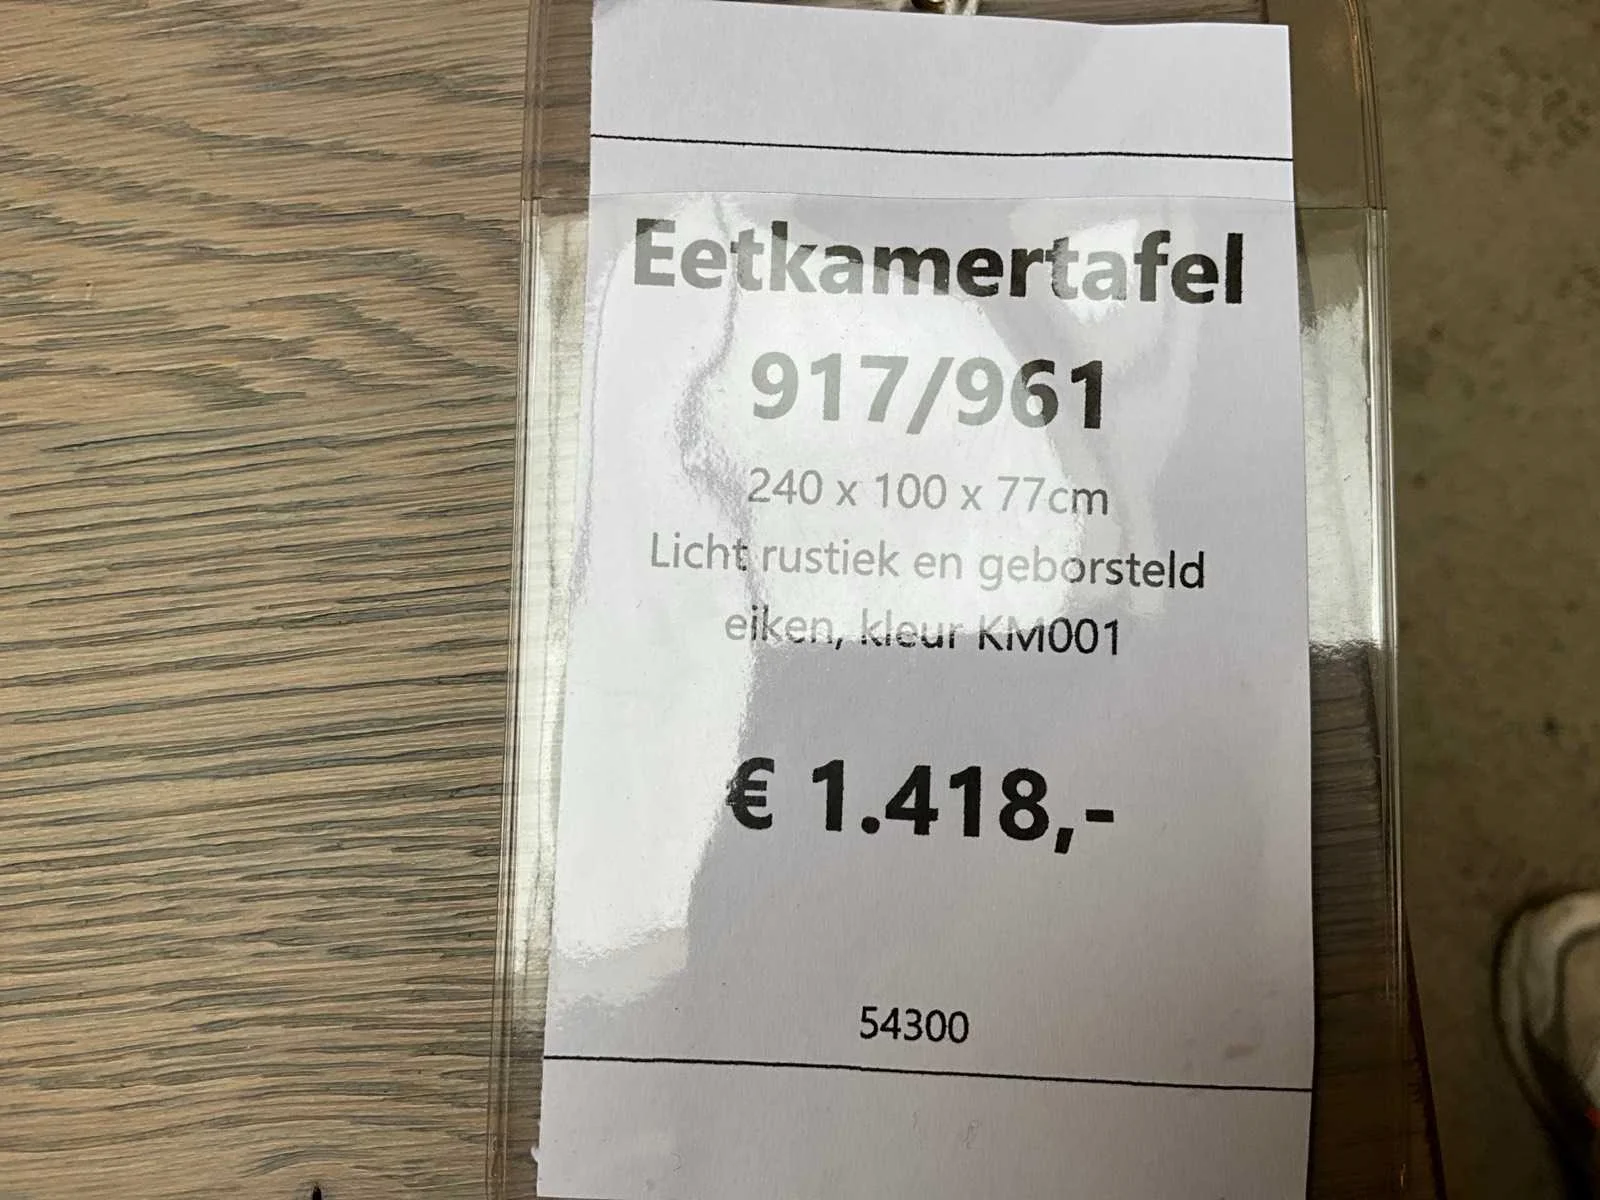 Eetkamertafel
917/961
240 x 100 x 77cm
Licht rustiek en geborsteld
eiken, kleur KM001
€ 1.418,-
54300